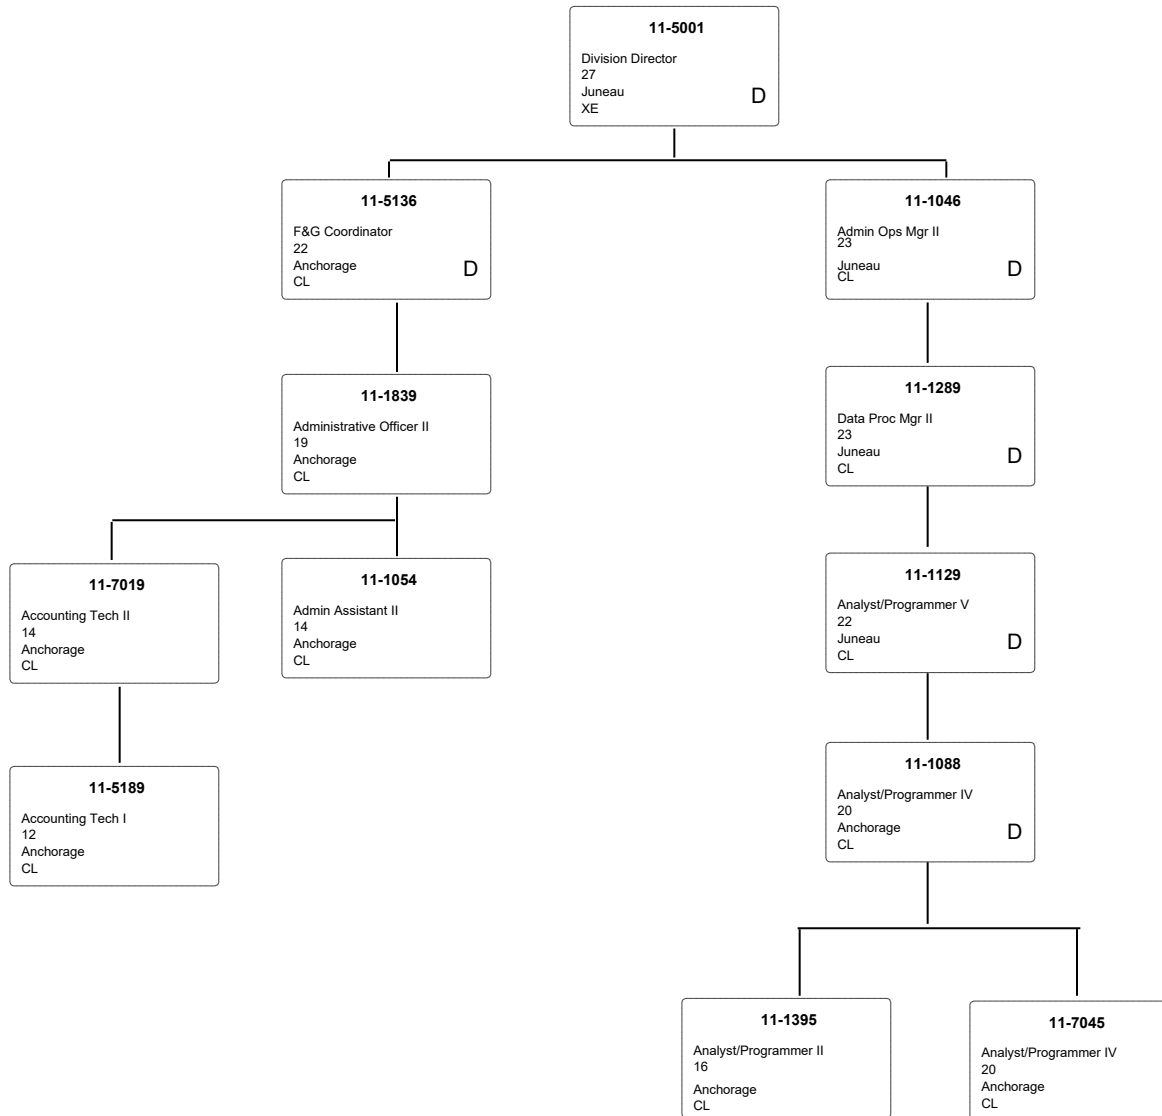 11-5001
Division Director
27
Juneau
XE
D
11-5136
F&G Coordinator
22
Anchorage
CL
D
11-1046
Admin Ops Mgr II
23
Juneau
CL
D
11-1839
Administrative Officer II
19
Anchorage
CL
11-1289
Data Proc Mgr II
23
Juneau
CL
D
11-7019
Accounting Tech II
14
Anchorage
CL
11-1054
Admin Assistant II
14
Anchorage
CL
11-1129
Analyst/Programmer V
22
Juneau
CL
D
11-5189
Accounting Tech I
12
Anchorage
CL
11-1088
Analyst/Programmer IV
20
Anchorage
CL
D
11-1395
Analyst/Programmer II
16
Anchorage
CL
11-7045
Analyst/Programmer IV
20
Anchorage
CL